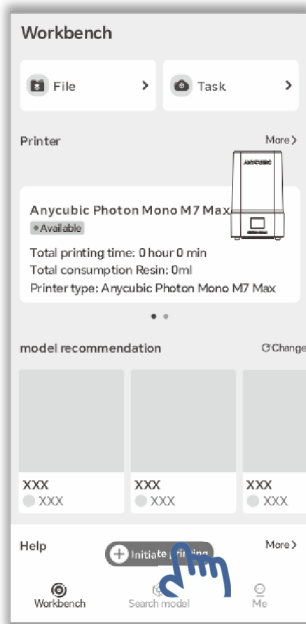 Workbench
File > Task >
Printer More >
ANYCUBIC
Anycubic Photon Mono M7 Max
Available
Total printing time: 0 hour 0 min
Total consumption Resin: 0ml
Printer type: Anycubic Photon Mono M7 Max
model recommendation Change
XXX XXX XXX
XXX XXX XXX
Help Initiate printing More >
Workbench Search model Me